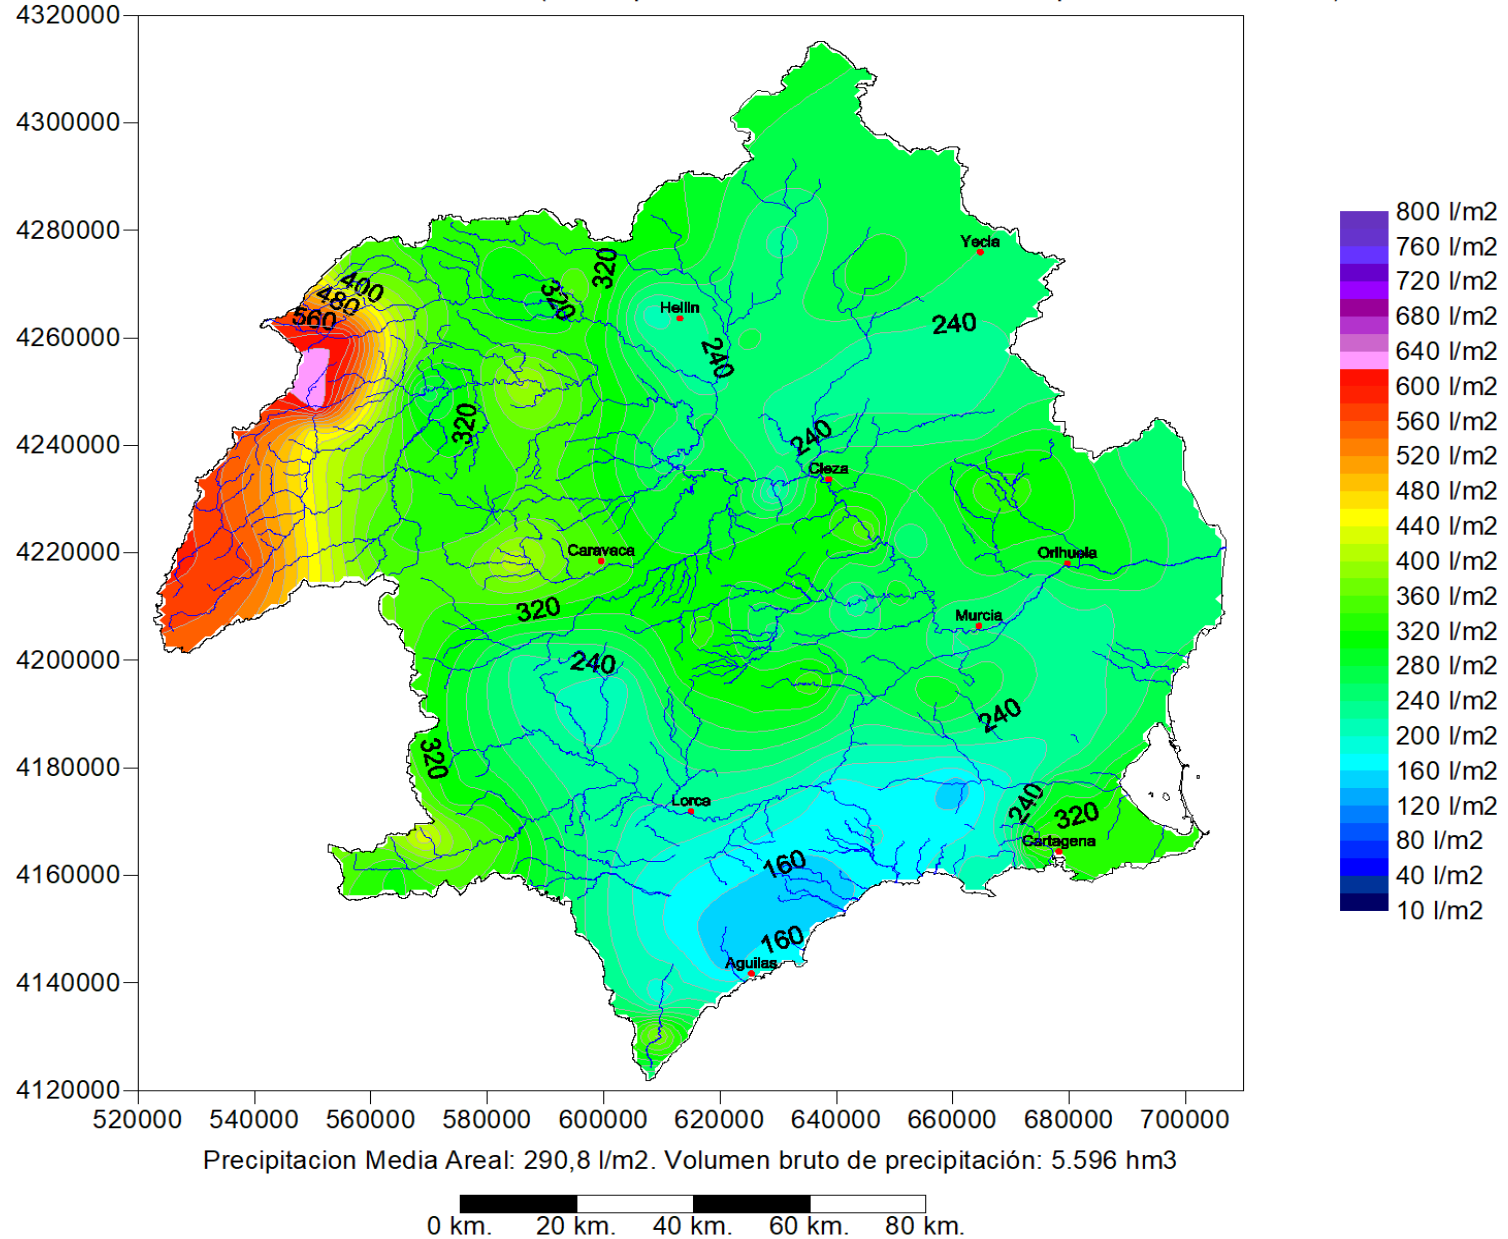 4320000
4300000
4280000
4260000
4240000
4220000
4200000
4180000
4160000
4140000
4120000
520000 540000 560000 580000 600000 620000 640000 660000 680000 700000
Yecla
400
480
560
320
320
Hellin
240
240
320
240
Cieza
Caravaca
Orihuela
320
Murcia
240
240
320
Lorca
240
320
Cartagena
160
160
Aguilas
800 l/m2
760 l/m2
720 l/m2
680 l/m2
640 l/m2
600 l/m2
560 l/m2
520 l/m2
480 l/m2
440 l/m2
400 l/m2
360 l/m2
320 l/m2
280 l/m2
240 l/m2
200 l/m2
160 l/m2
120 l/m2
80 l/m2
40 l/m2
10 l/m2
Precipitacion Media Areal: 290,8 l/m2. Volumen bruto de precipitación: 5.596 hm3
0 km. 20 km. 40 km. 60 km. 80 km.